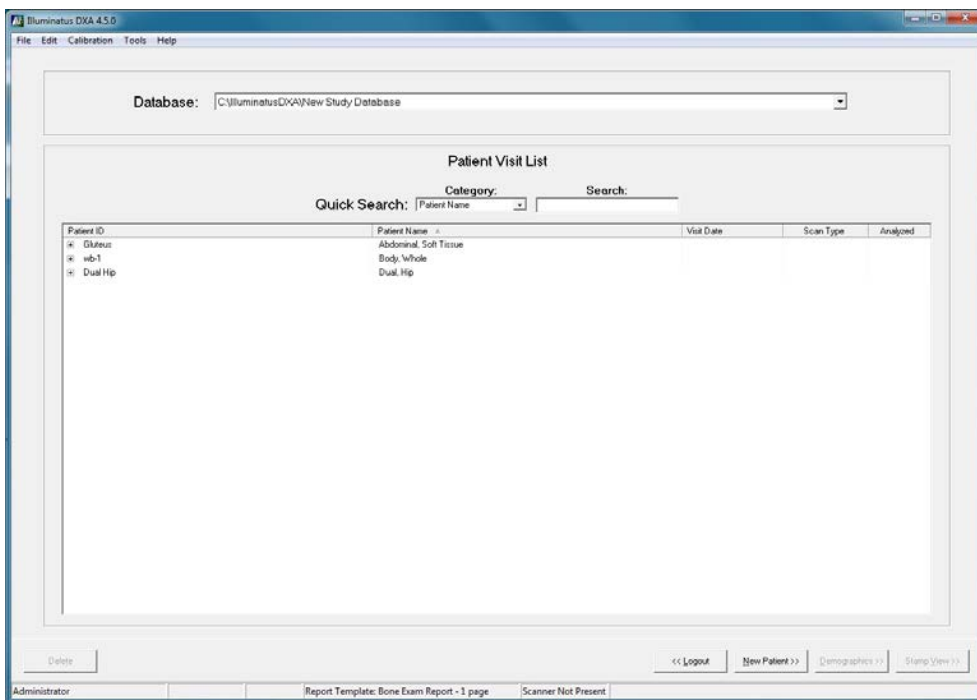 Illuminatus DXA 4.5.0
File Edit Calibration Tools Help
Database: C:\IlluminatusDXA\New Study Database
Patient Visit List
Category: Search:
Quick Search: Patient Name
Patient ID Patient Name Visit Date Scan Type Analyzed
Gluteus Abdominal, Soft Tissue
wb-1 Body, Whole
Dual Hip Dual, Hip
Delete << Logout New Patient >> Demographics >> Stamp View >>
Administrator Report Template: Bone Exam Report - 1 page Scanner Not Present